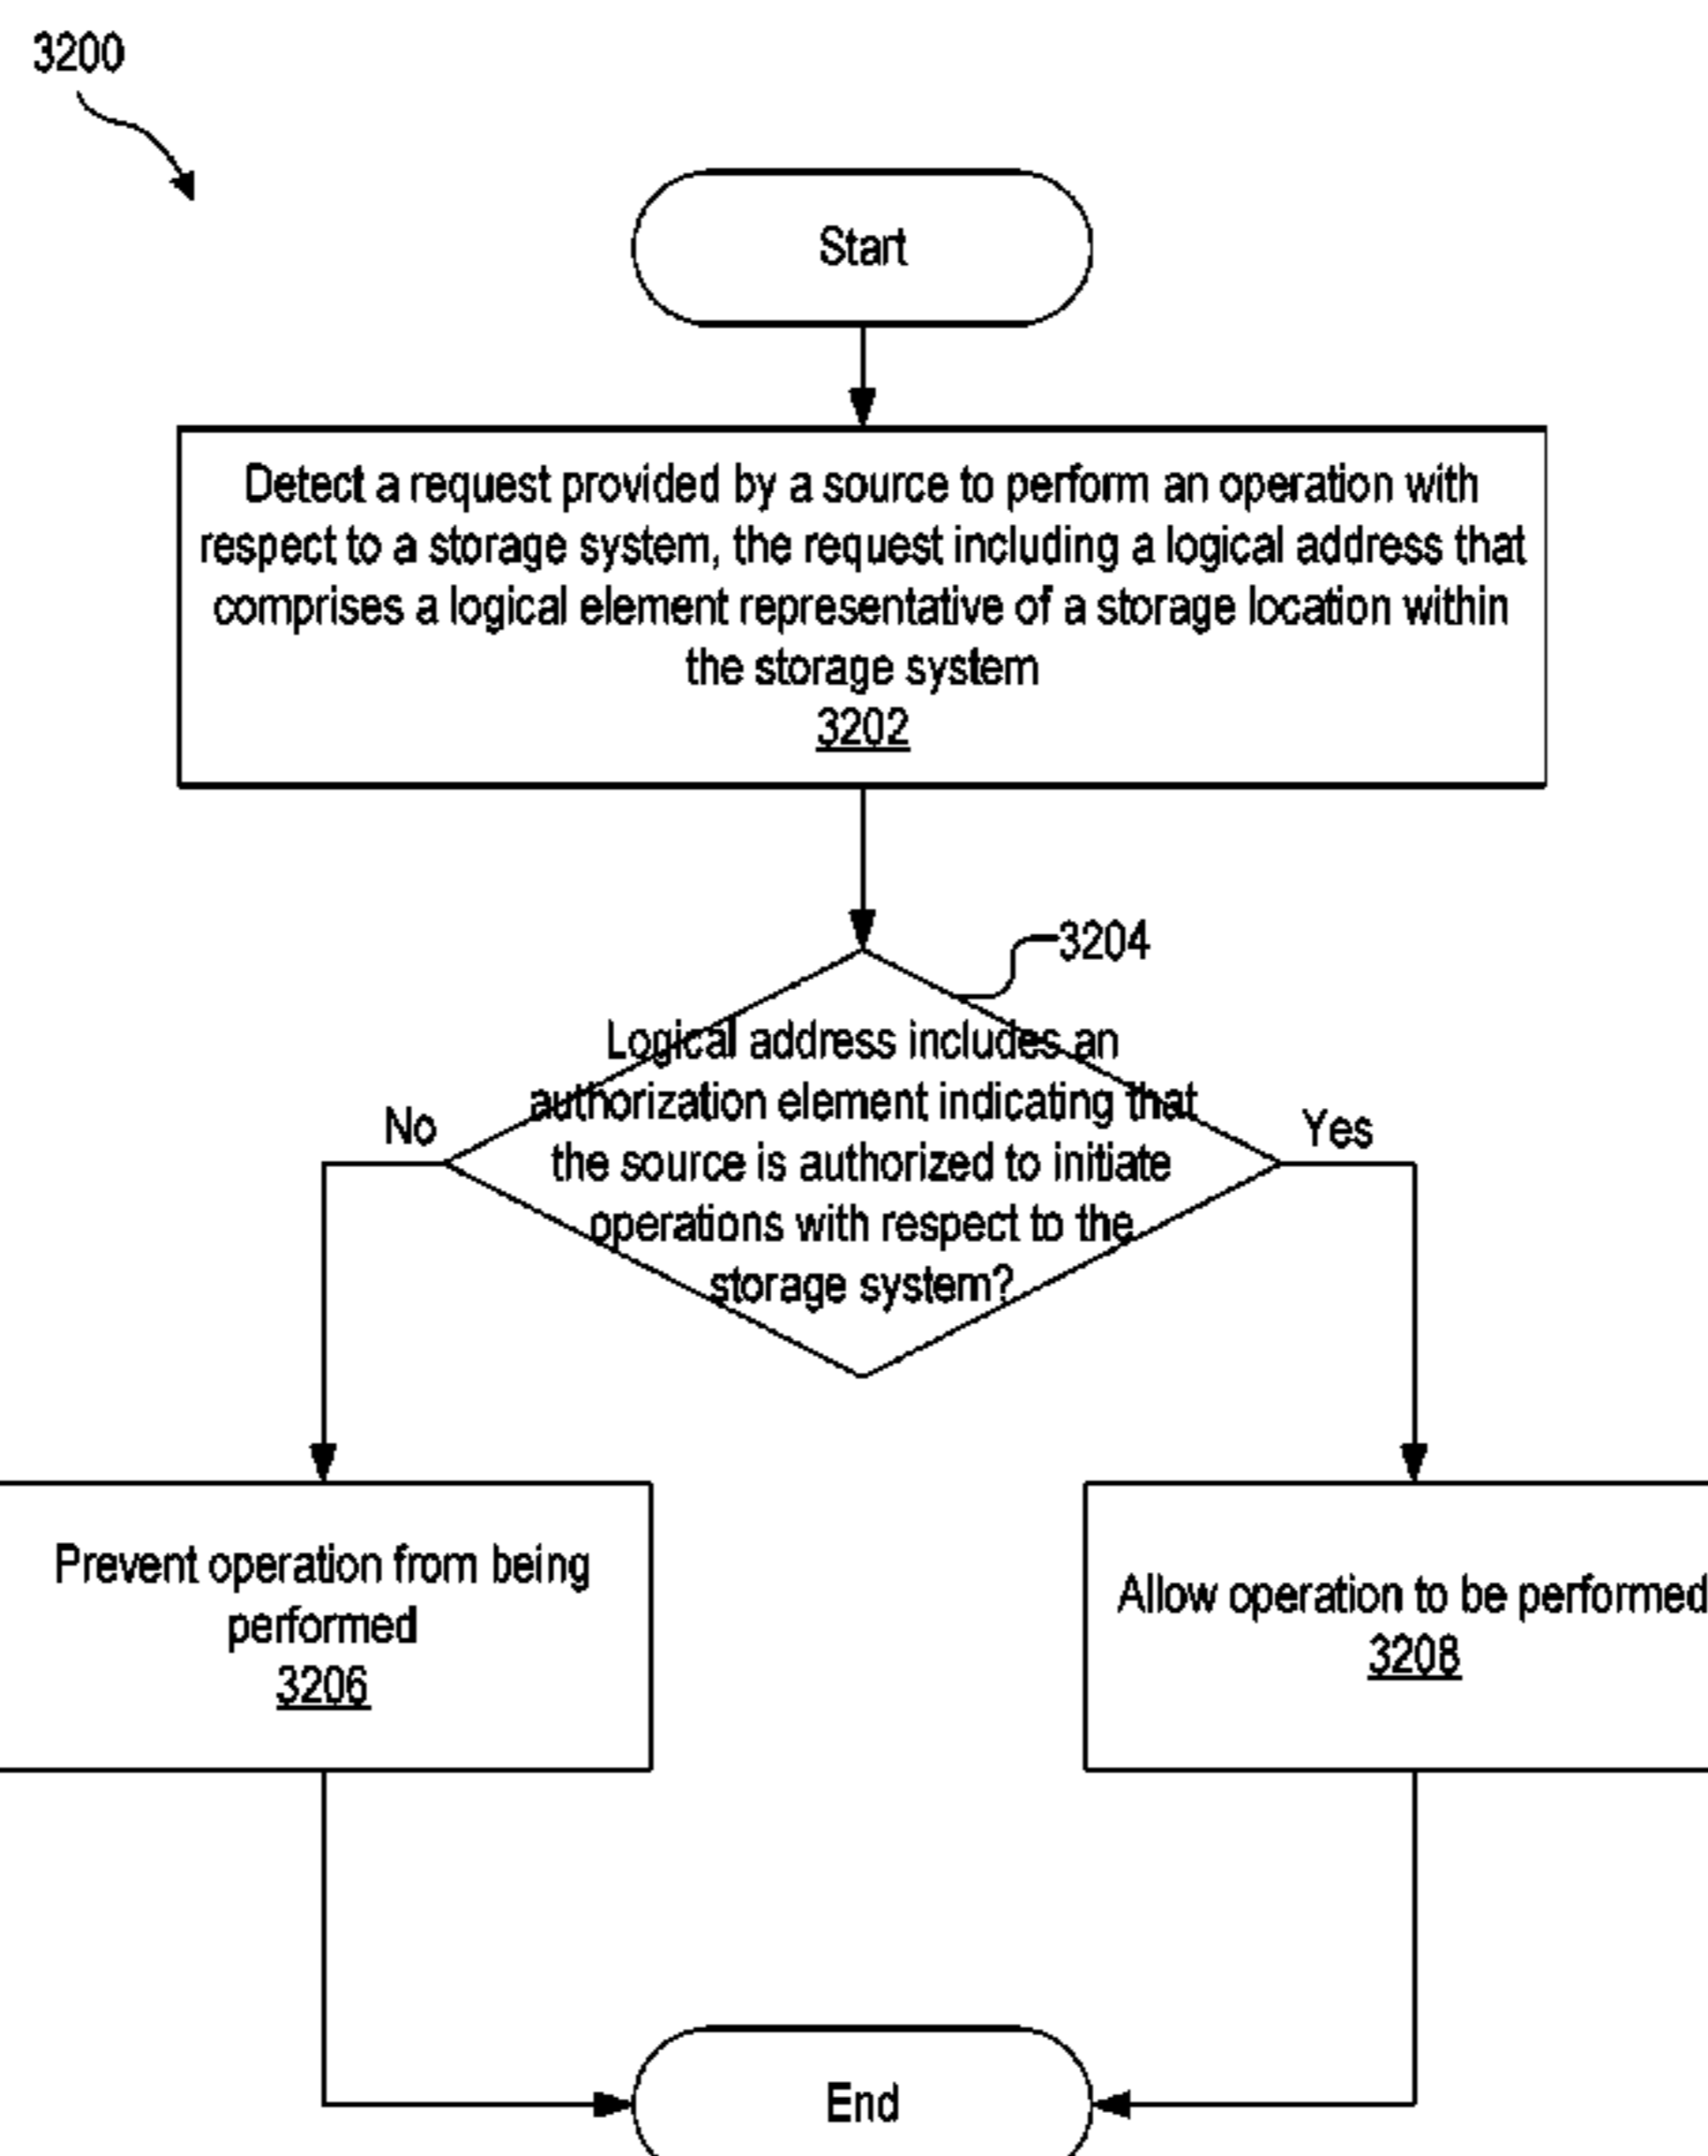 3200
Start
Detect a request provided by a source to perform an operation with
respect to a storage system, the request including a logical address that
comprises a logical element representative of a storage location within
the storage system
3202
3204
Logical address includes an
authorization element indicating that
the source is authorized to initiate
operations with respect to the
storage system?
No
Yes
Prevent operation from being
performed
3206
Allow operation to be performed
3208
End